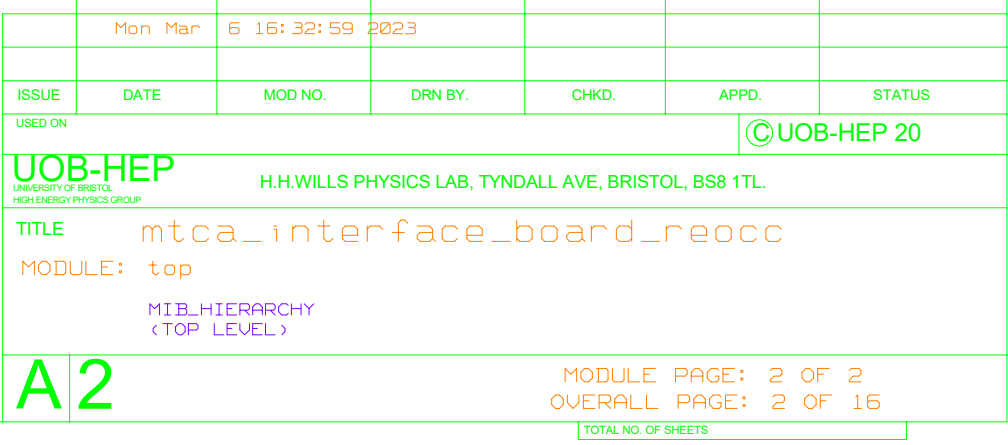 Mon Mar 6 16:32:59 2023
ISSUE DATE MOD NO. DRN BY. CHKD. APPD. STATUS
USED ON
© UOB-HEP 20
UOB-HEP
UNIVERSITY OF BRISTOL
HIGH ENERGY PHYSICS GROUP
H.H.WILLS PHYSICS LAB, TYNDALL AVE, BRISTOL, BS8 1TL.
TITLE mtca_interface_board_reocc
MODULE: top
MIB_HIERARCHY
(TOP LEVEL)
A 2
MODULE PAGE: 2 OF 2
OVERALL PAGE: 2 OF 16
TOTAL NO. OF SHEETS